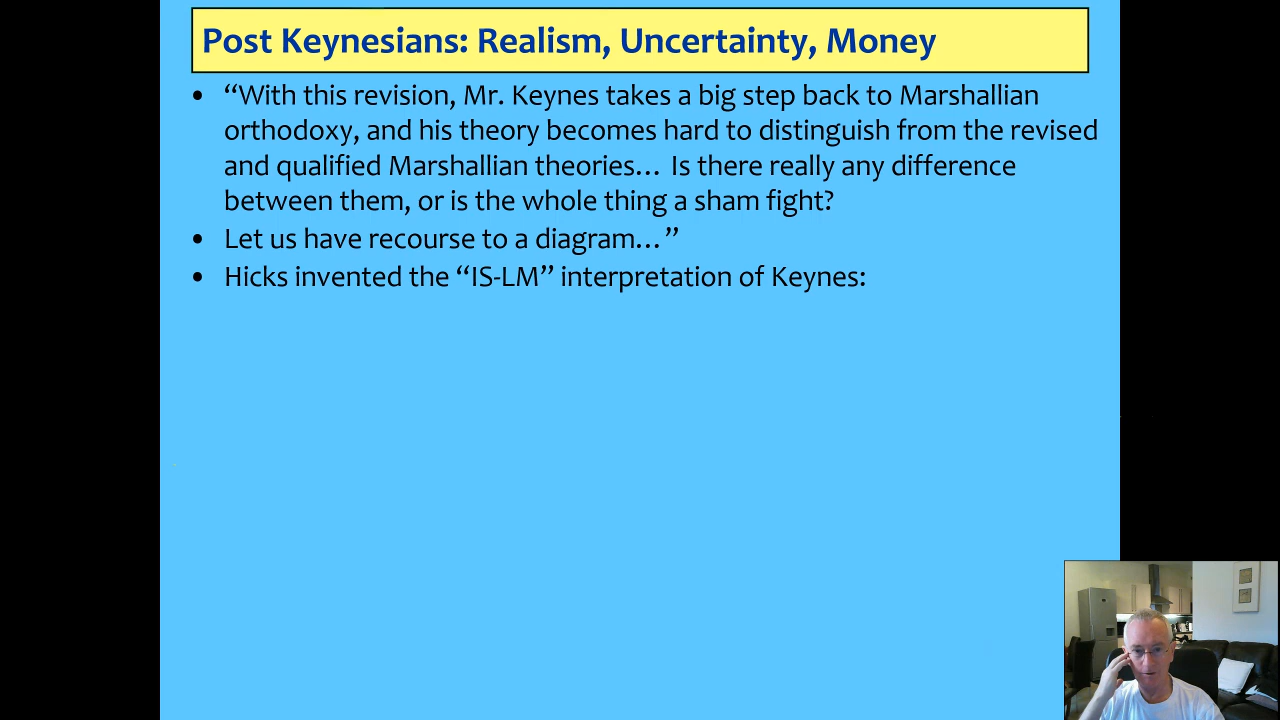 Post Keynesians: Realism, Uncertainty, Money
• “With this revision, Mr. Keynes takes a big step back to Marshallian
orthodoxy, and his theory becomes hard to distinguish from the revised
and qualified Marshallian theories… Is there really any difference
between them, or is the whole thing a sham fight?
• Let us have recourse to a diagram…”
• Hicks invented the “IS-LM” interpretation of Keynes: